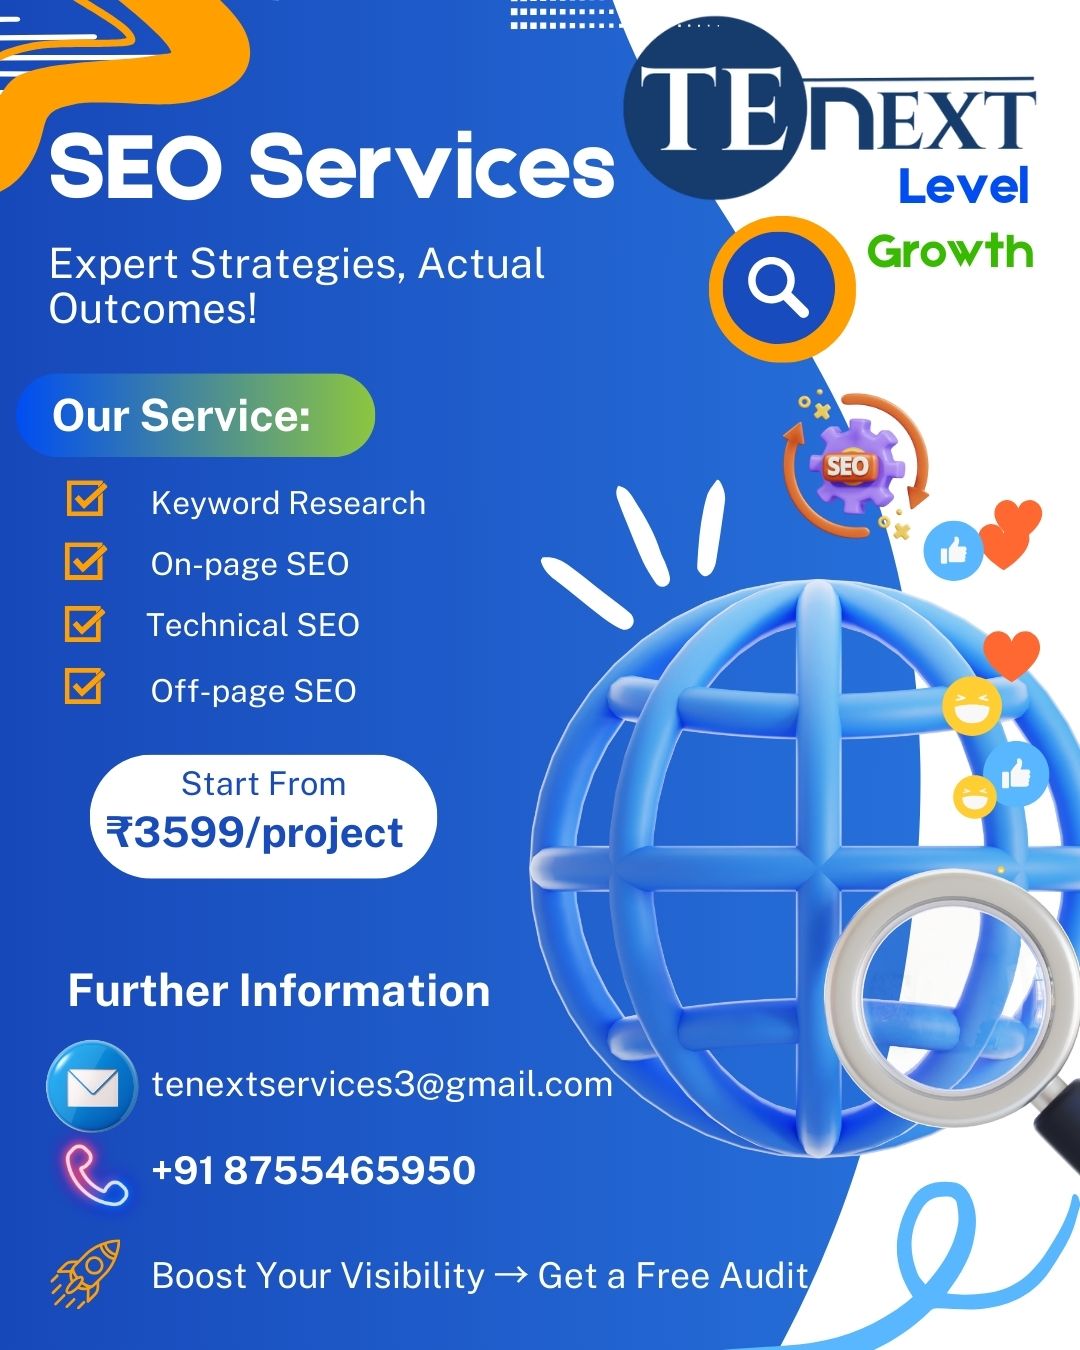 TEnEXT
Level
Growth
SEO Services
Expert Strategies, Actual
Outcomes!
Our Service:
SEO
Keyword Research
On-page SEO
Technical SEO
Off-page SEO
Start From
₹3599/project
Further Information
tenextservices3@gmail.com
+91 8755465950
Boost Your Visibility → Get a Free Audit